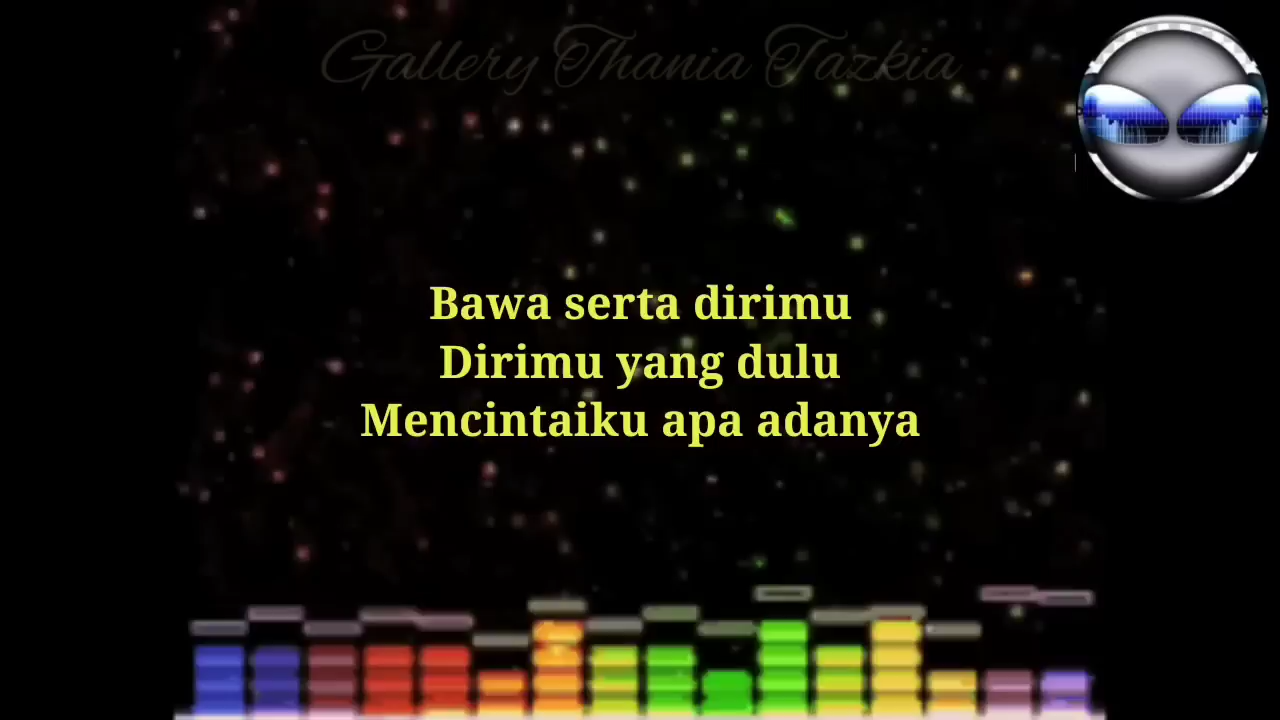 Gallery Thania Tazkia
Bawa serta dirimu
Dirimu yang dulu
Mencintaiku apa adanya